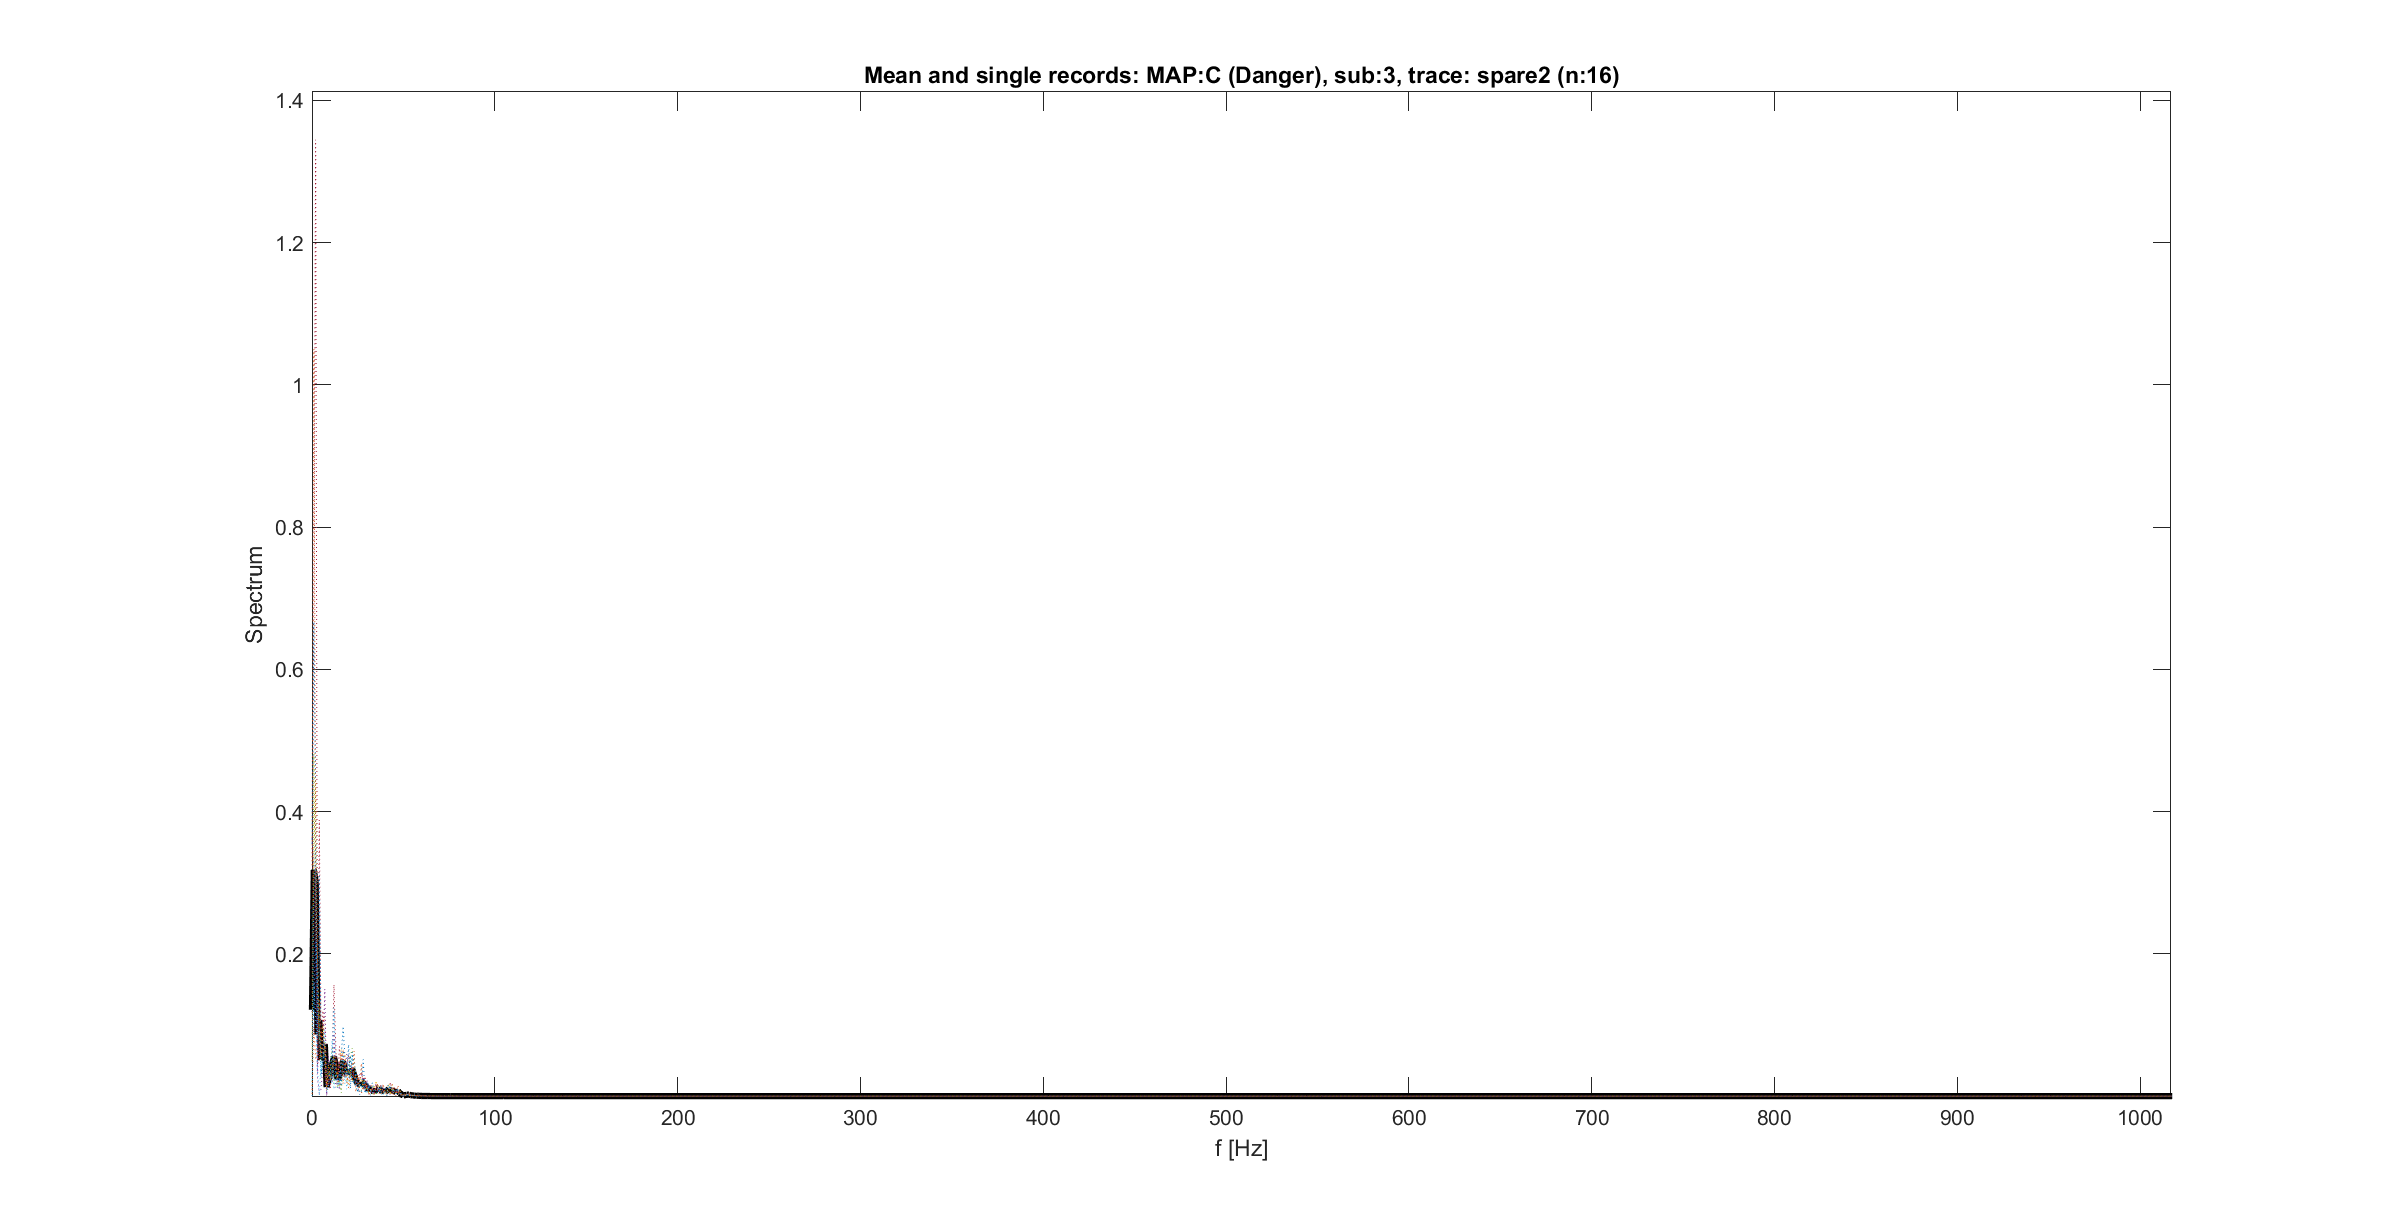 Mean and single records: MAP:C (Danger), sub:3, trace: spare2 (n:16)
1.4
1.2
1
0.8
0.6
0.4
0.2
Spectrum
0 100 200 300 400 500 600 700 800 900 1000
f [Hz]